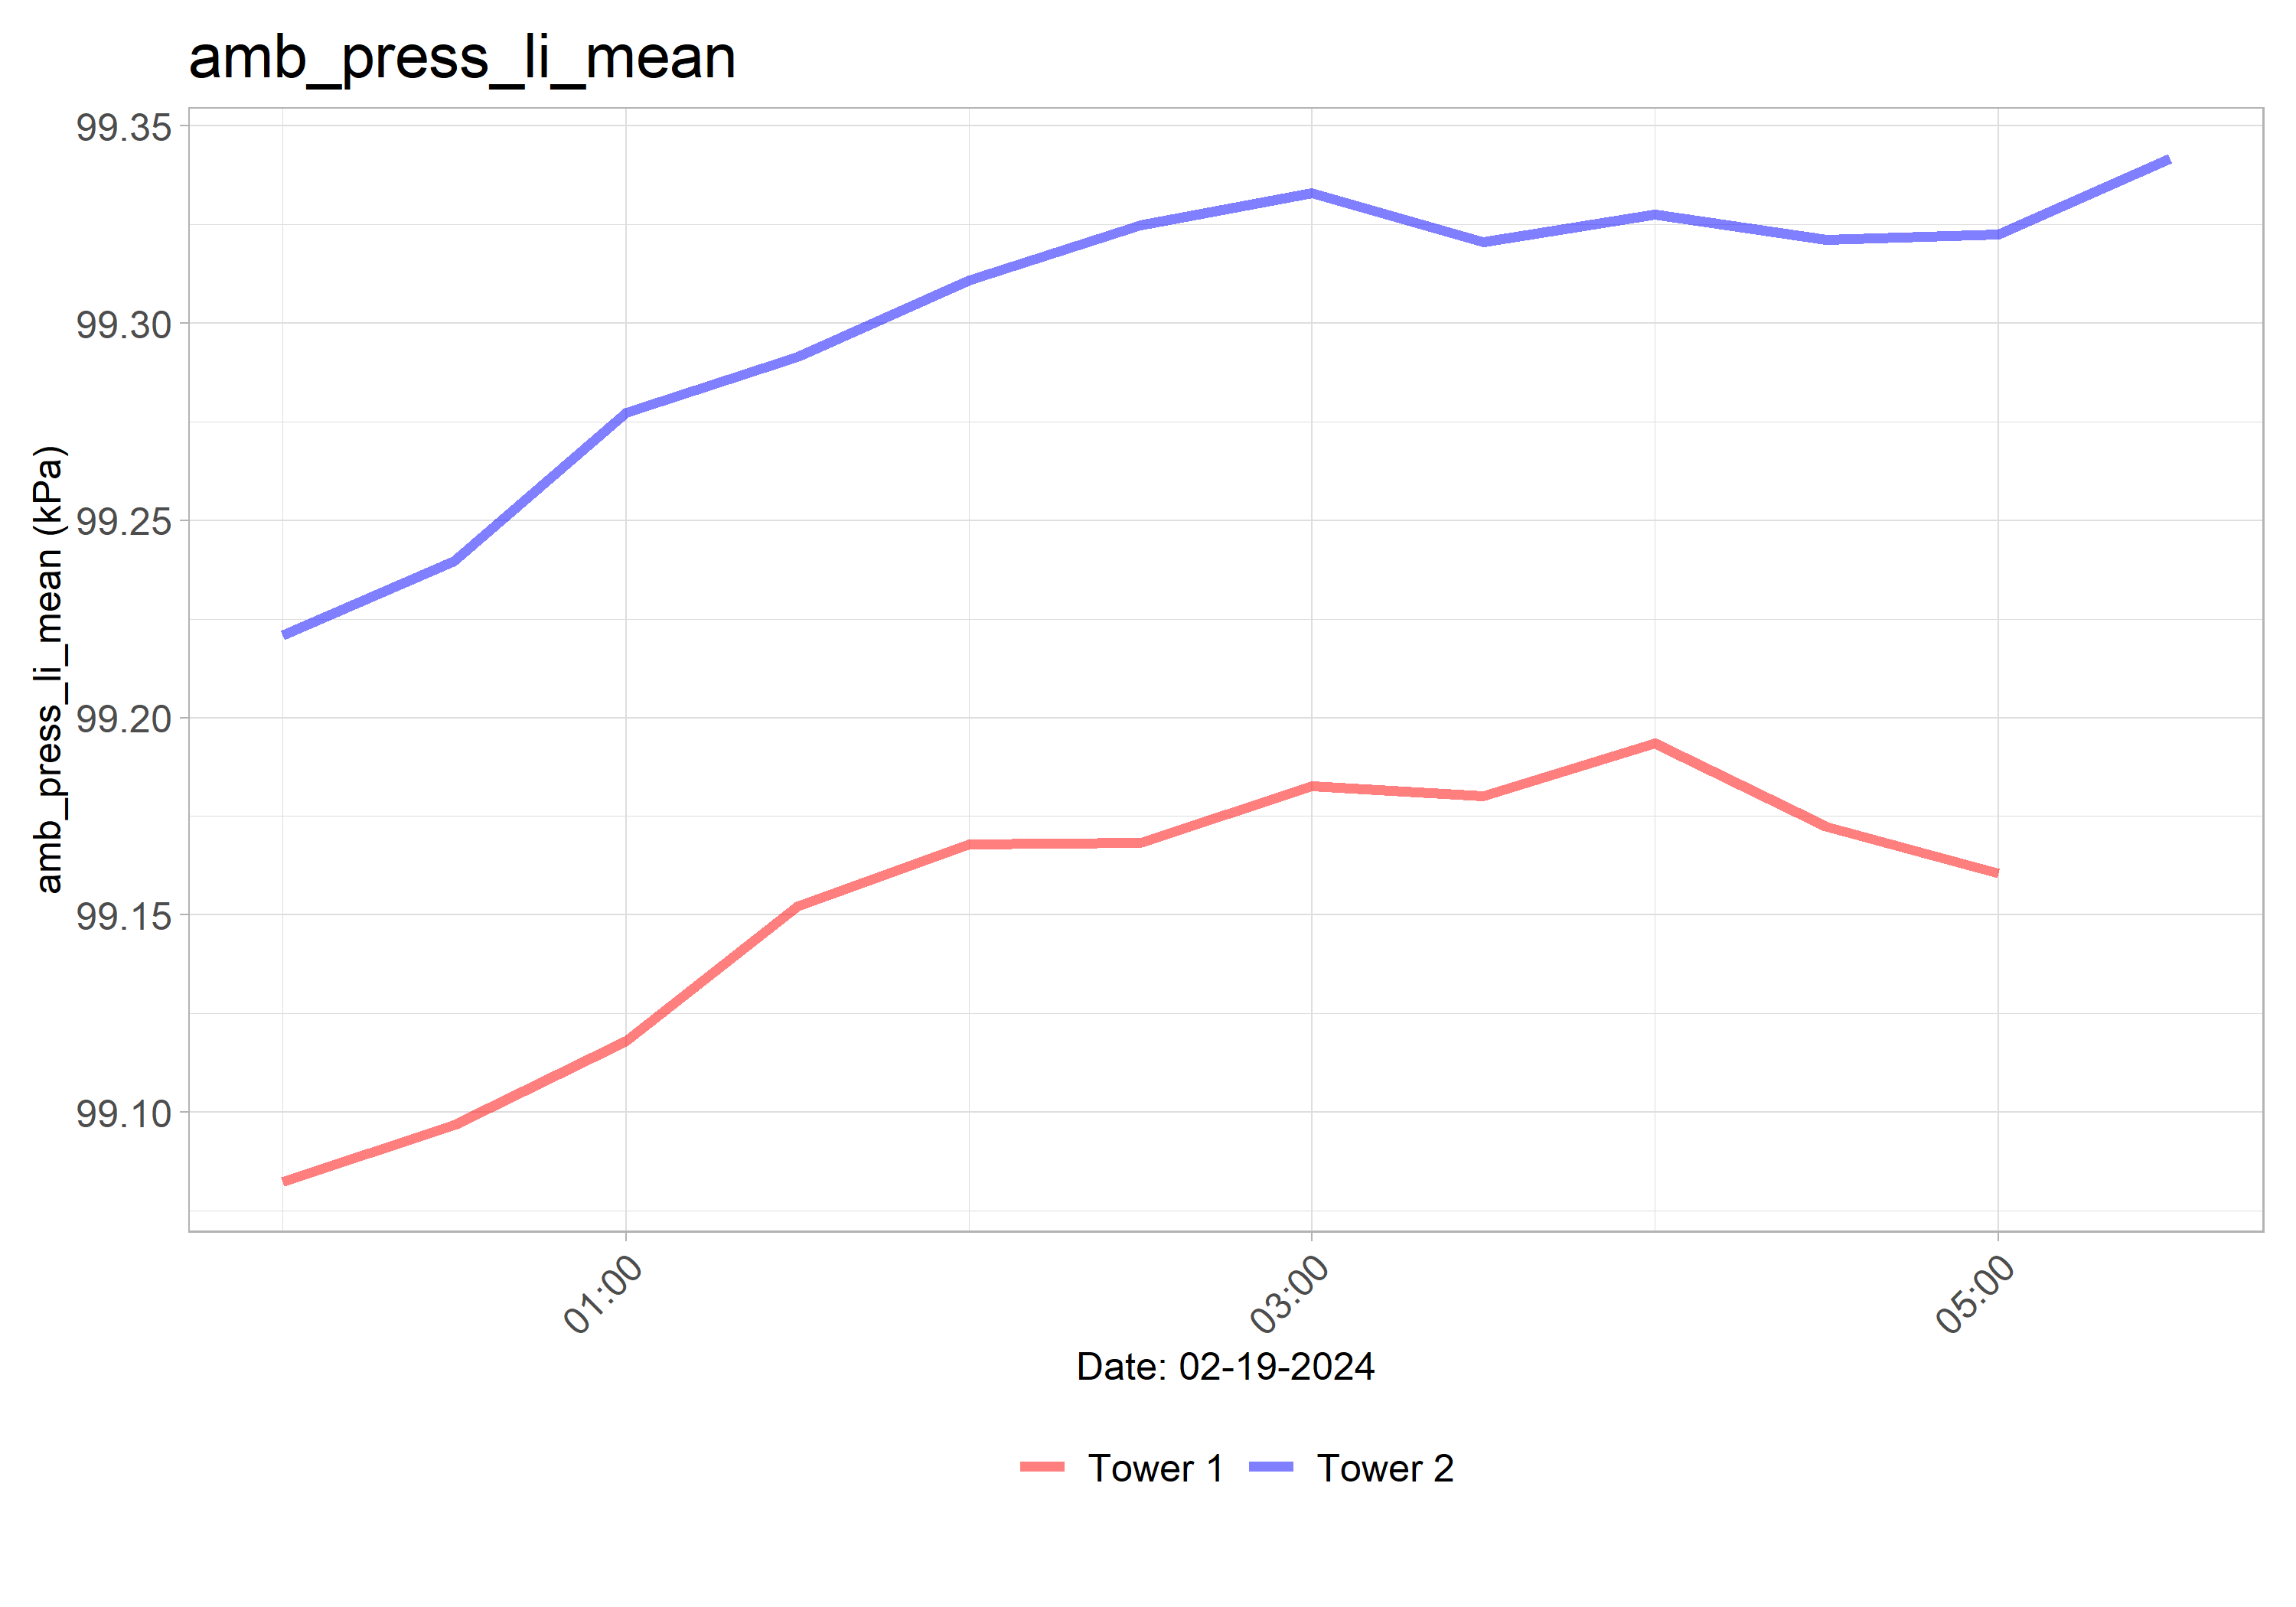 amb_press_li_mean
amb_press_li_mean (kPa)
99.35
99.30
99.25
99.20
99.15
99.10
01:00
03:00
05:00
Date: 02-19-2024
Tower 1
Tower 2